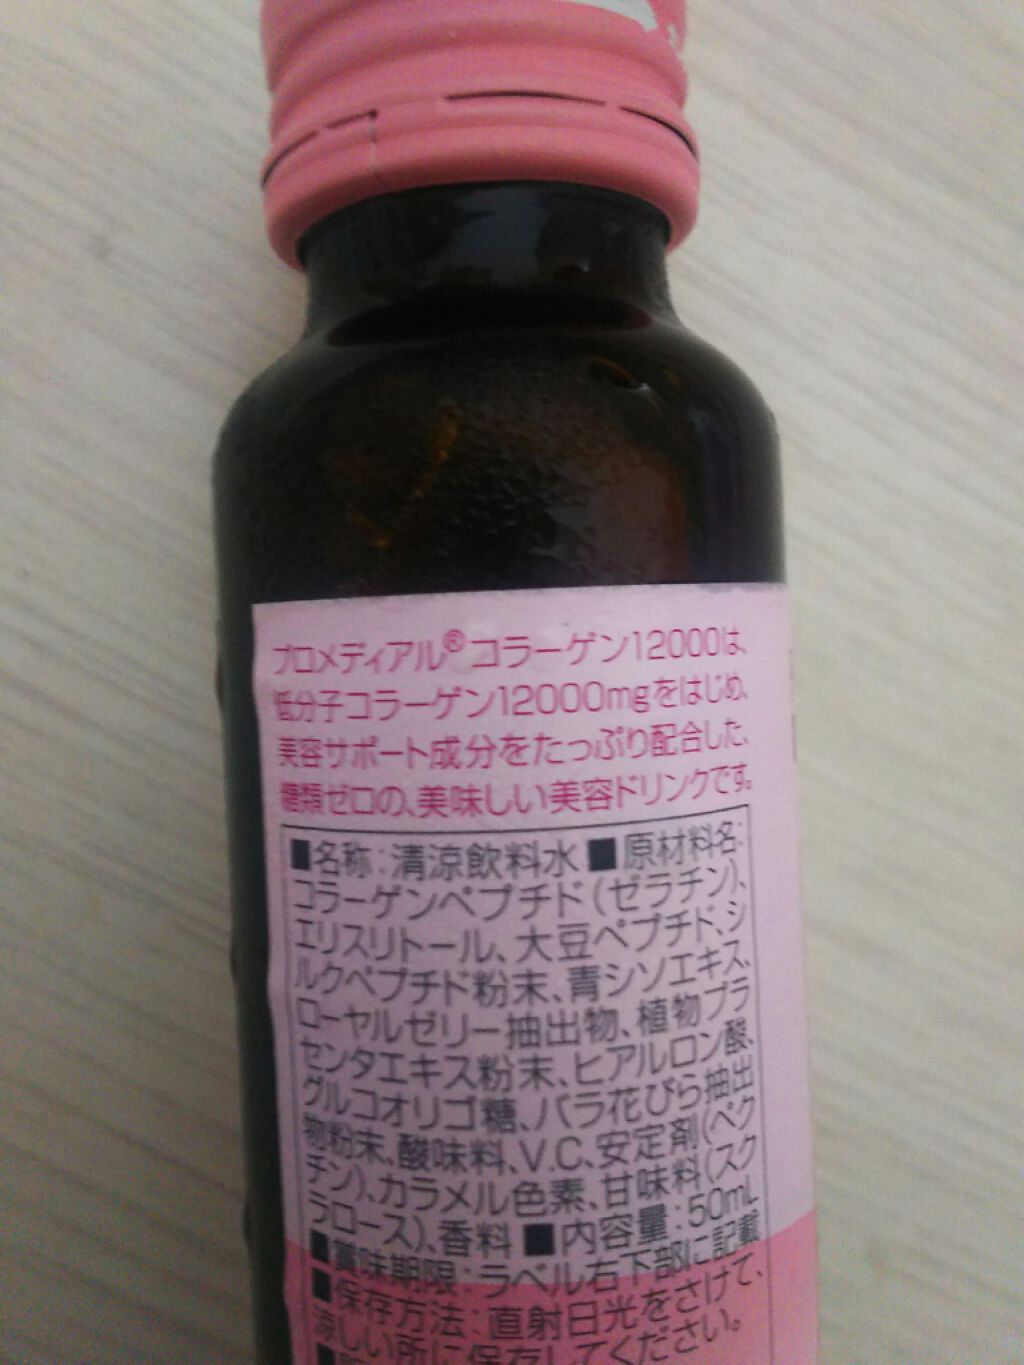 プロメディアル®コラーゲン12000は、
低分子コラーゲン12000mgをはじめ、
美容サポート成分をたっぷり配合した、
糖類ゼロの、美味しい美容ドリンクです。
■名称：清涼飲料水 ■原材料名：
コラーゲンペプチド（ゼラチン）、
エリスリトール、大豆ペプチド、シ
ルクペプチド粉末、青シソエキス、
ローヤルゼリー抽出物、植物プラ
センタエキス粉末、ヒアルロン酸、
グルコオリゴ糖、バラ花びら抽出
物粉末、酸味料、V.C、安定剤（ペク
チン）、カラメル色素、甘味料（スク
ラロース）、香料 ■内容量：50mL
■賞味期限：ラベル右下部に記載
■保存方法：直射日光をさけて、
涼しい所に保存してください。